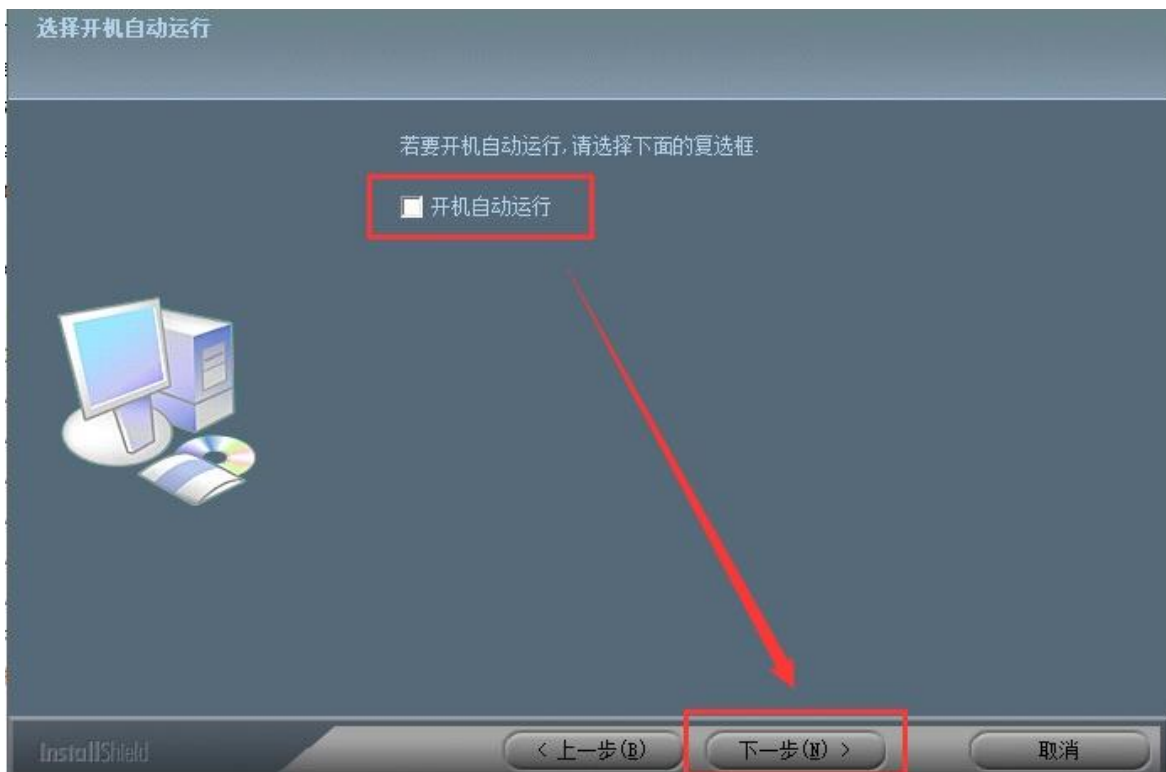 选择开机自动运行
若要开机自动运行,请选择下面的复选框.
开机自动运行
InstallShield
< 上一步(B)
下一步(N) >
取消